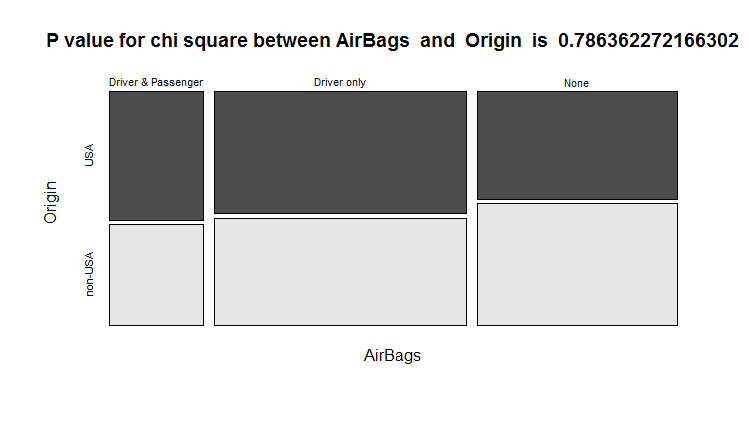 P value for chi square between AirBags and Origin is 0.786362272166302
Driver & Passenger
Driver only
None
USA
non-USA
Origin
AirBags